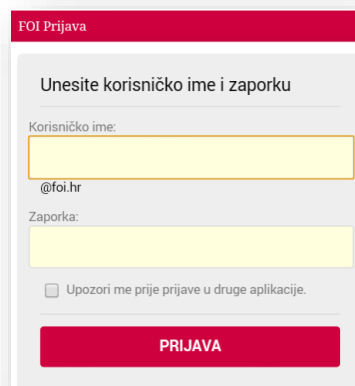 FOI Prijava
Unesite korisničko ime i zaporku
Korisničko ime:
@foi.hr
Zaporka:
Upozori me prije prijave u druge aplikacije.
PRIJAVA